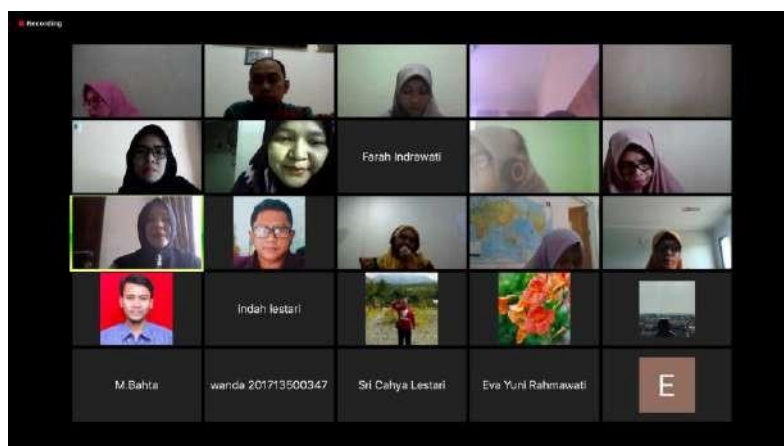 Recording
Farah Indrawati
indah lestari
M.Bahta
wanda 201713500347
Sri Cahya Lestari
Eva Yuni Rahmawati
E